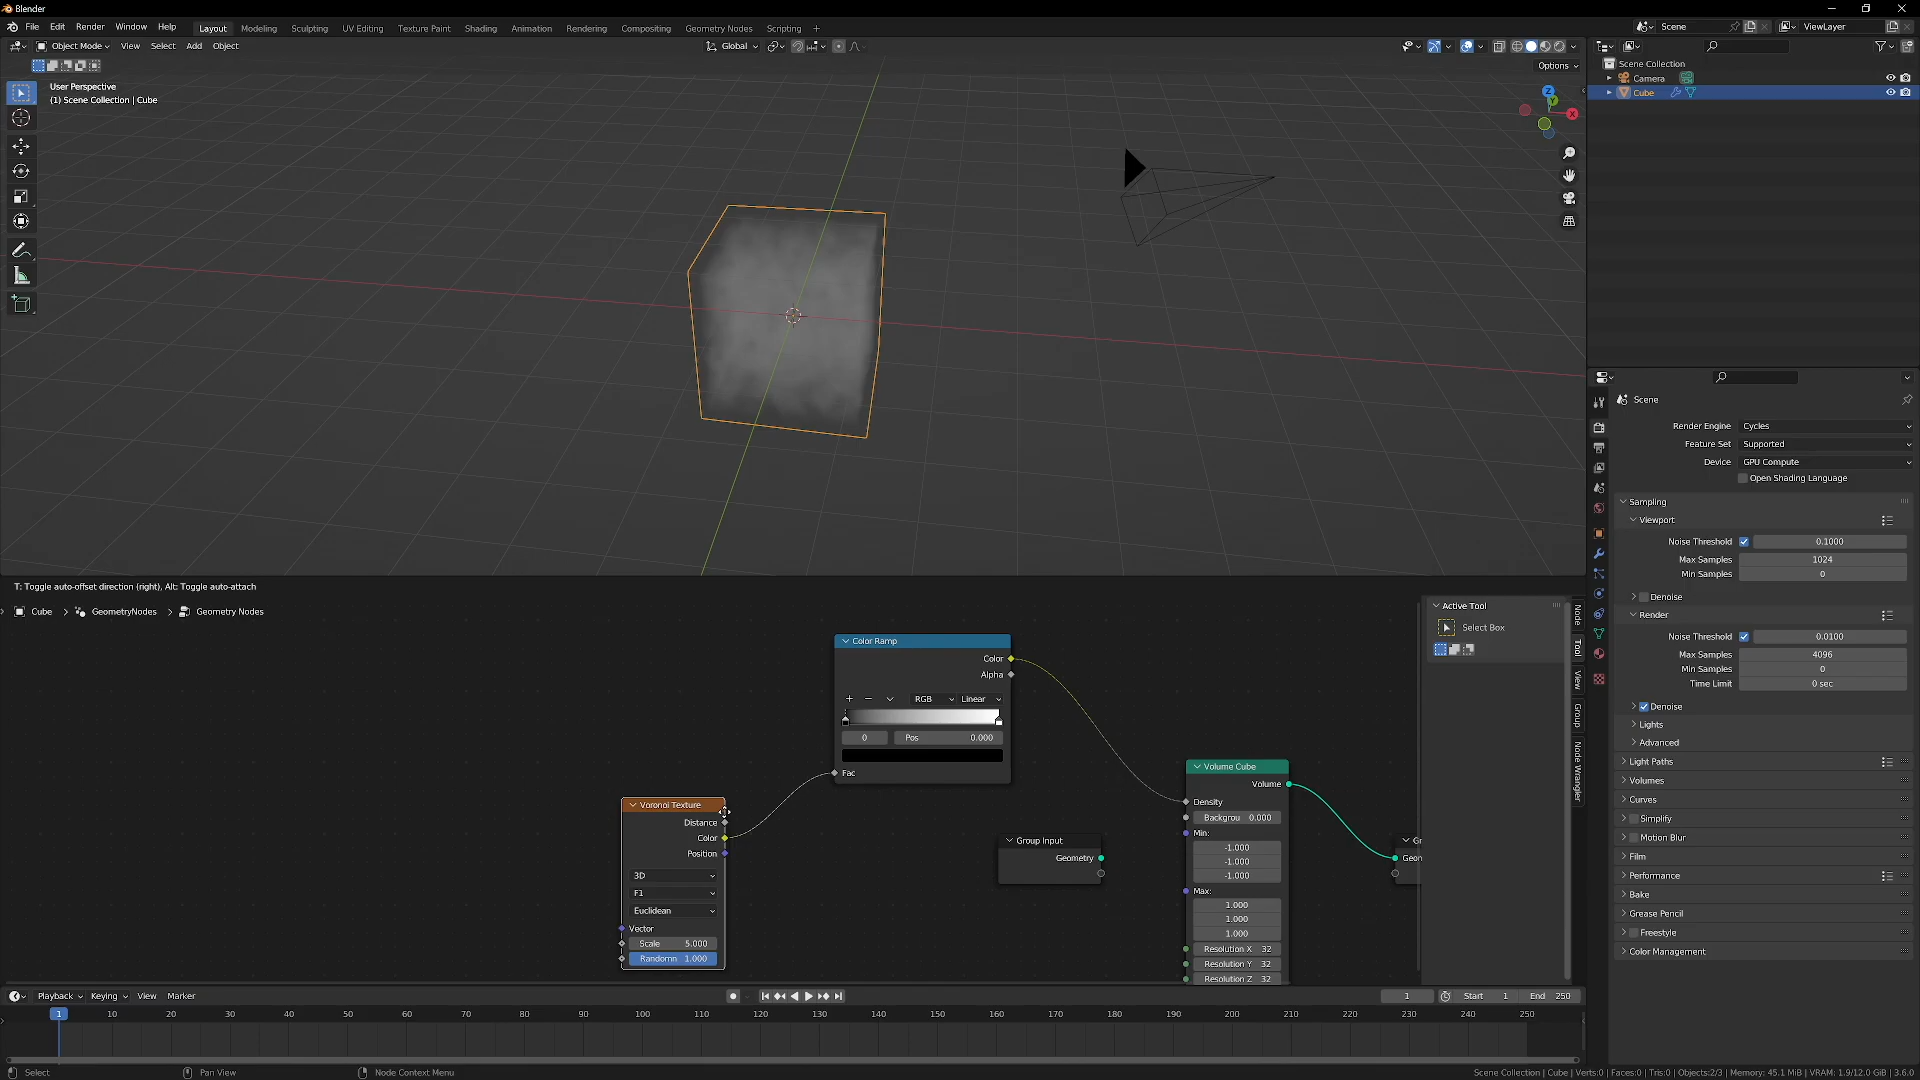 Blender
File Edit Render Window Help Layout Modeling Sculpting UV Editing Texture Paint Shading Animation Rendering Compositing Geometry Nodes Scripting + Scene ViewLayer
Object Mode View Select Add Object Global
Options
User Perspective
(1) Scene Collection | Cube
Z
Y
X
Scene Collection
Camera
Cube
Scene
Render Engine Cycles
Feature Set Supported
Device GPU Compute
Open Shading Language
Sampling
Viewport
Noise Threshold 0.1000
Max Samples 1024
Min Samples 0
Denoise
Render
Noise Threshold 0.0100
Max Samples 4096
Min Samples 0
Time Limit 0 sec
Denoise
Lights
Advanced
Light Paths
Volumes
Curves
Simplify
Motion Blur
Film
Performance
Bake
Grease Pencil
Freestyle
Color Management
T: Toggle auto-offset direction (right), Alt: Toggle auto-attach
Cube > GeometryNodes > Geometry Nodes
Active Tool
Select Box
Node
Tool
View
Group
Node Wrangler
Color Ramp
Color
Alpha
+ − RGB Linear
0 Pos 0.000
Fac
Voronoi Texture
Distance
Color
Position
3D
F1
Euclidean
Vector
Scale 5.000
Randomn 1.000
Group Input
Geometry
Volume Cube
Volume
Density
Backgrou 0.000
Min:
-1.000
-1.000
-1.000
Max:
1.000
1.000
1.000
Resolution X 32
Resolution Y 32
Resolution Z 32
Gr
Geon
Playback Keying View Marker 1 Start 1 End 250
1 10 20 30 40 50 60 70 80 90 100 110 120 130 140 150 160 170 180 190 200 210 220 230 240 250
Select Pan View Node Context Menu Scene Collection | Cube | Verts:0 | Faces:0 | Tris:0 | Objects:2/3 | Memory: 45.1 MiB | VRAM: 1.9/12.0 GiB | 3.6.0